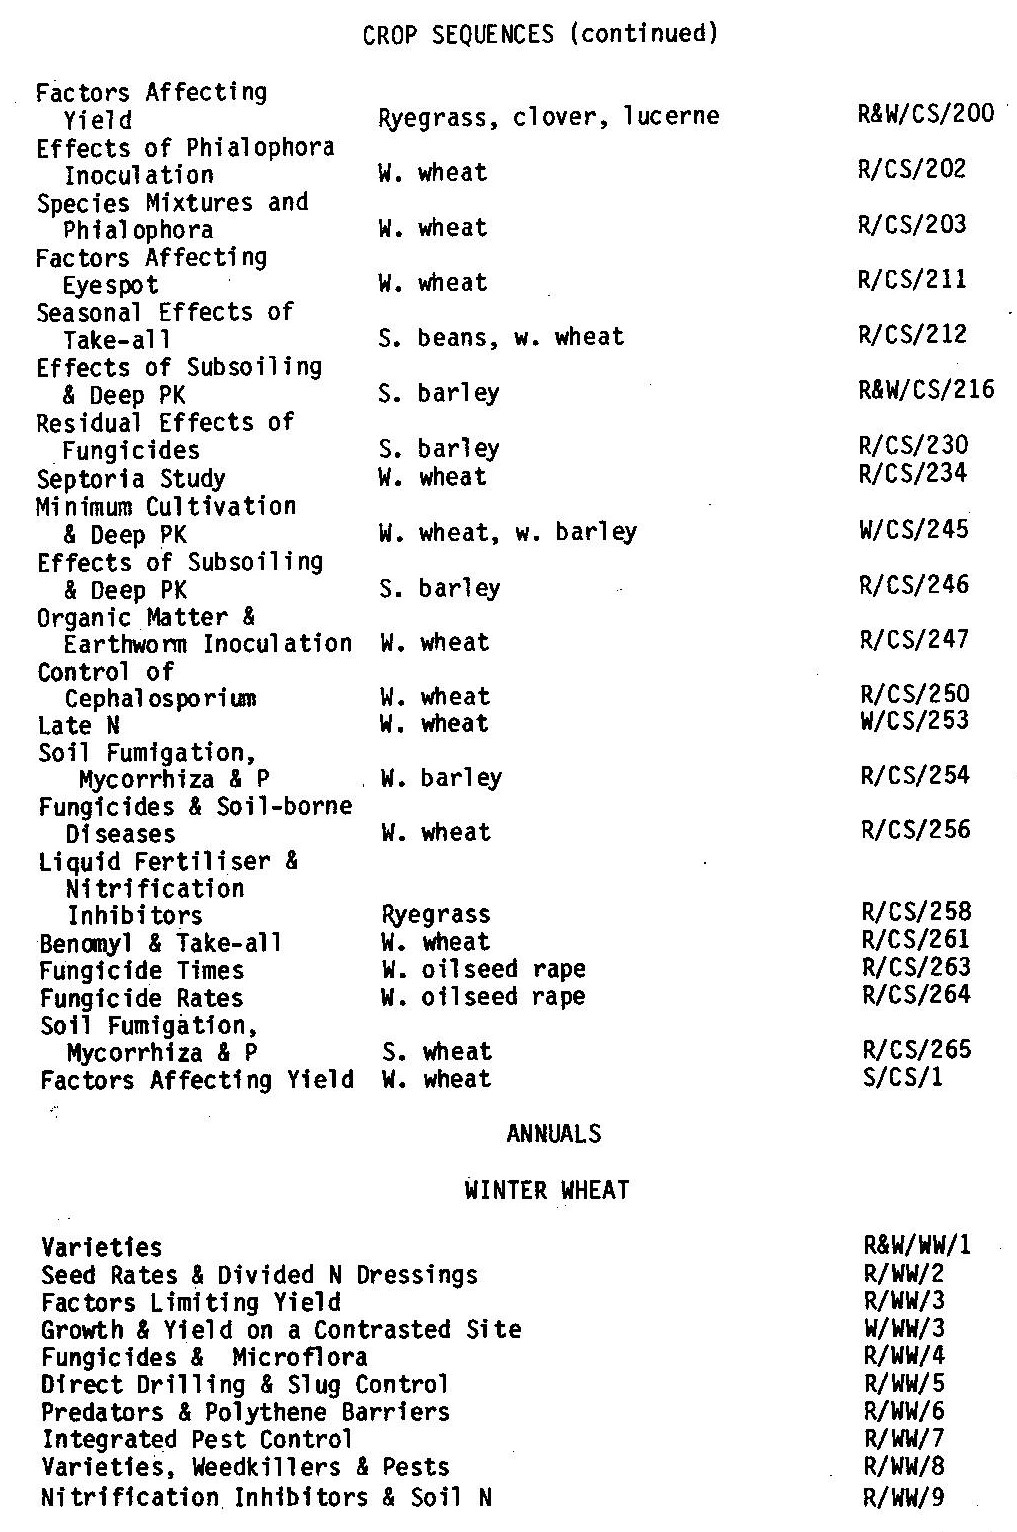 CROP SEQUENCES (continued)
Factors Affecting
Yield Ryegrass, clover, lucerne R&W/CS/200
Effects of Phialophora
Inoculation W. wheat R/CS/202
Species Mixtures and
Phialophora W. wheat R/CS/203
Factors Affecting
Eyespot W. wheat R/CS/211
Seasonal Effects of
Take-all S. beans, w. wheat R/CS/212
Effects of Subsoiling
& Deep PK S. barley R&W/CS/216
Residual Effects of
Fungicides S. barley R/CS/230
Septoria Study W. wheat R/CS/234
Minimum Cultivation
& Deep PK W. wheat, w. barley W/CS/245
Effects of Subsoiling
& Deep PK S. barley R/CS/246
Organic Matter &
Earthworm Inoculation W. wheat R/CS/247
Control of
Cephalosporium W. wheat R/CS/250
Late N W. wheat W/CS/253
Soil Fumigation,
Mycorrhiza & P W. barley R/CS/254
Fungicides & Soil-borne
Diseases W. wheat R/CS/256
Liquid Fertiliser &
Nitrification
Inhibitors Ryegrass R/CS/258
Benomyl & Take-all W. wheat R/CS/261
Fungicide Times W. oilseed rape R/CS/263
Fungicide Rates W. oilseed rape R/CS/264
Soil Fumigation,
Mycorrhiza & P S. wheat R/CS/265
Factors Affecting Yield W. wheat S/CS/1
ANNUALS
WINTER WHEAT
Varieties R&W/WW/1
Seed Rates & Divided N Dressings R/WW/2
Factors Limiting Yield R/WW/3
Growth & Yield on a Contrasted Site W/WW/3
Fungicides & Microflora R/WW/4
Direct Drilling & Slug Control R/WW/5
Predators & Polythene Barriers R/WW/6
Integrated Pest Control R/WW/7
Varieties, Weedkillers & Pests R/WW/8
Nitrification Inhibitors & Soil N R/WW/9